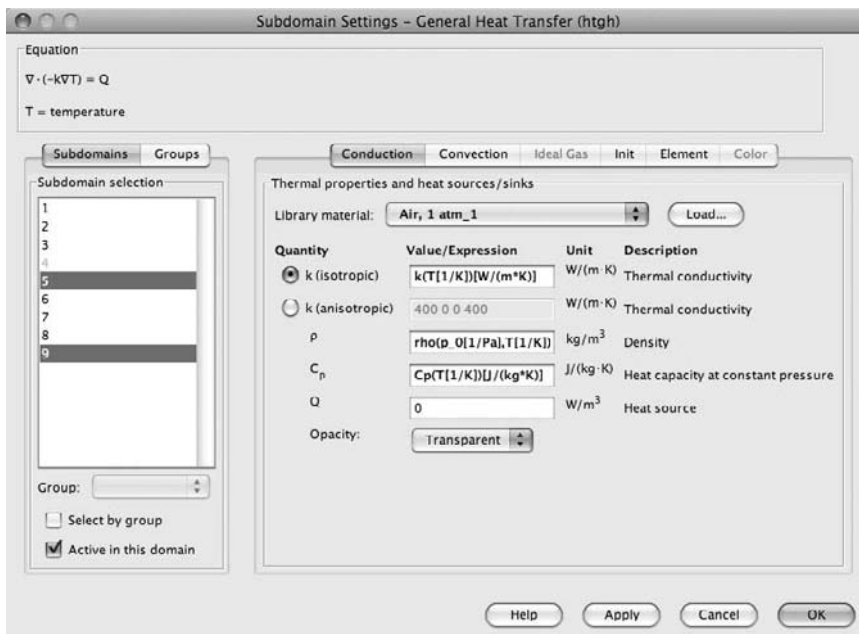 Subdomain Settings – General Heat Transfer (htgh)
Equation
∇·(-k∇T) = Q
T = temperature
Subdomains Groups
Subdomain selection
1
2
3
4
5
6
7
8
9
Group:
Select by group
Active in this domain
Conduction Convection Ideal Gas Init Element Color
Thermal properties and heat sources/sinks
Library material: Air, 1 atm_1 Load...
Quantity Value/Expression Unit Description
k (isotropic) k(T[1/K])[W/(m*K)] W/(m·K) Thermal conductivity
k (anisotropic) 400 0 0 400 W/(m·K) Thermal conductivity
ρ rho(p_0[1/Pa],T[1/K]) kg/m³ Density
Cp Cp(T[1/K])[J/(kg*K)] J/(kg·K) Heat capacity at constant pressure
Q 0 W/m³ Heat source
Opacity: Transparent
Help Apply Cancel OK